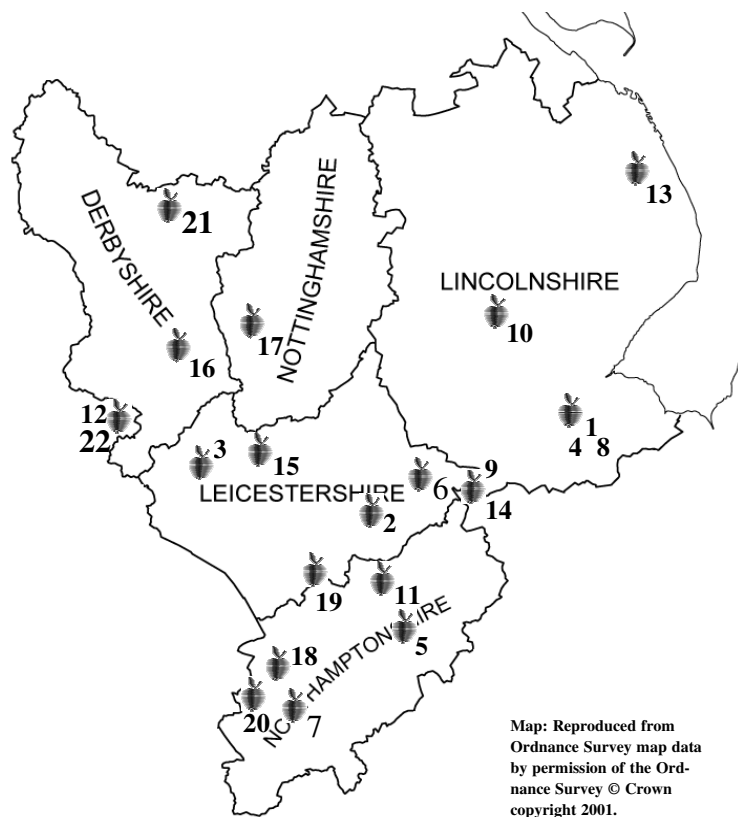 13
21
DERBYSHIRE
NOTTINGHAMSHIRE
LINCOLNSHIRE
10
17
16
12
22
1
4 8
3
15
9
6
LEICESTERSHIRE
14
2
19
11
NORTHAMPTONSHIRE
5
18
20
7
Map: Reproduced from
Ordnance Survey map data
by permission of the Ord-
nance Survey © Crown
copyright 2001.